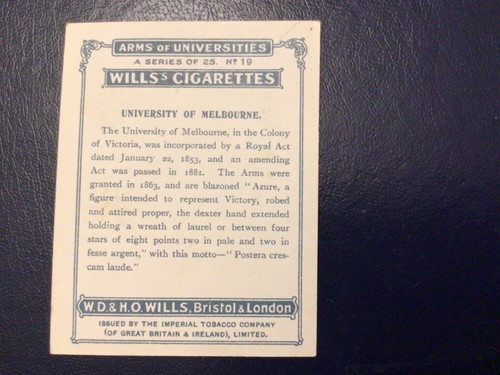 ARMS OF UNIVERSITIES
A SERIES OF 25. Nº 19
WILLS'S CIGARETTES
UNIVERSITY OF MELBOURNE.
The University of Melbourne, in the Colony
of Victoria, was incorporated by a Royal Act
dated January 22, 1853, and an amending
Act was passed in 1881. The Arms were
granted in 1863, and are blazoned "Azure, a
figure intended to represent Victory, robed
and attired proper, the dexter hand extended
holding a wreath of laurel or between four
stars of eight points two in pale and two in
fesse argent," with this motto—"Postera cres-
cam laude."
W.D. & H.O. WILLS, Bristol & London
ISSUED BY THE IMPERIAL TOBACCO COMPANY
(OF GREAT BRITAIN & IRELAND), LIMITED.